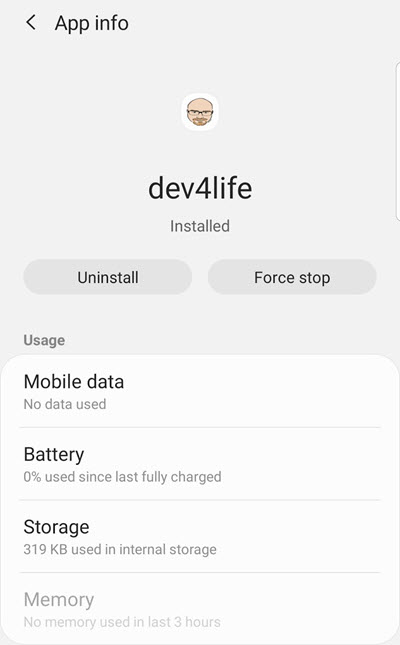 App info
dev4life
Installed
Uninstall Force stop
Usage
Mobile data
No data used
Battery
0% used since last fully charged
Storage
319 KB used in internal storage
Memory
No memory used in last 3 hours